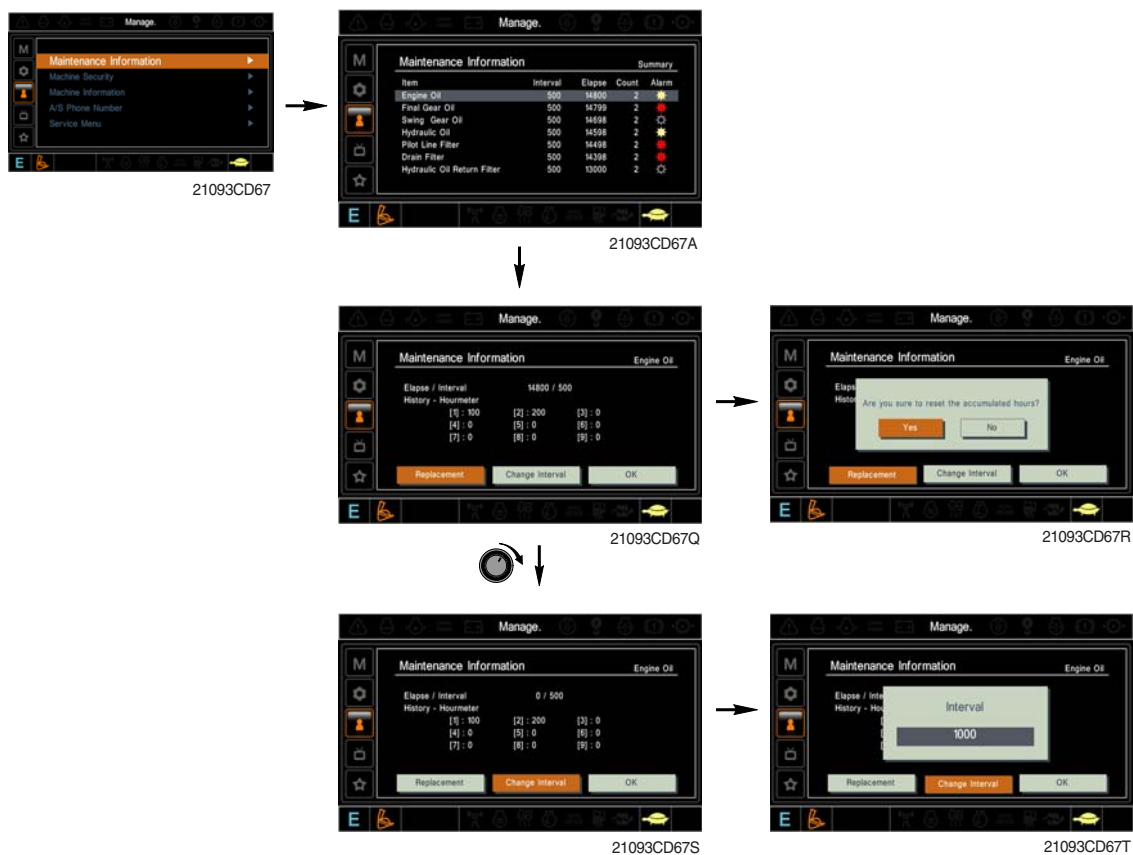 Manage.
M
Maintenance Information
Machine Security
Machine Information
A/S Phone Number
Service Menu
E
21093CD67
Manage.
M
Maintenance Information Summary
Item Interval Elapse Count Alarm
Engine Oil 500 14800 2
Final Gear Oil 500 14799 2
Swing Gear Oil 500 14698 2
Hydraulic Oil 500 14598 2
Pilot Line Filter 500 14498 2
Drain Filter 500 14398 2
Hydraulic Oil Return Filter 500 13000 2
E
21093CD67A
Manage.
M
Maintenance Information Engine Oil
Elapse / Interval 14800 / 500
History - Hourmeter
[1] : 100 [2] : 200 [3] : 0
[4] : 0 [5] : 0 [6] : 0
[7] : 0 [8] : 0 [9] : 0
Replacement Change Interval OK
E
21093CD67Q
Manage.
M
Maintenance Information Engine Oil
Elaps
Histor
Are you sure to reset the accumulated hours?
Yes No
Replacement Change Interval OK
E
21093CD67R
Manage.
M
Maintenance Information Engine Oil
Elapse / Interval 0 / 500
History - Hourmeter
[1] : 100 [2] : 200 [3] : 0
[4] : 0 [5] : 0 [6] : 0
[7] : 0 [8] : 0 [9] : 0
Replacement Change Interval OK
E
21093CD67S
Manage.
M
Maintenance Information Engine Oil
Elapse / Inte
History - Hou
Interval
1000
Replacement Change Interval OK
E
21093CD67T